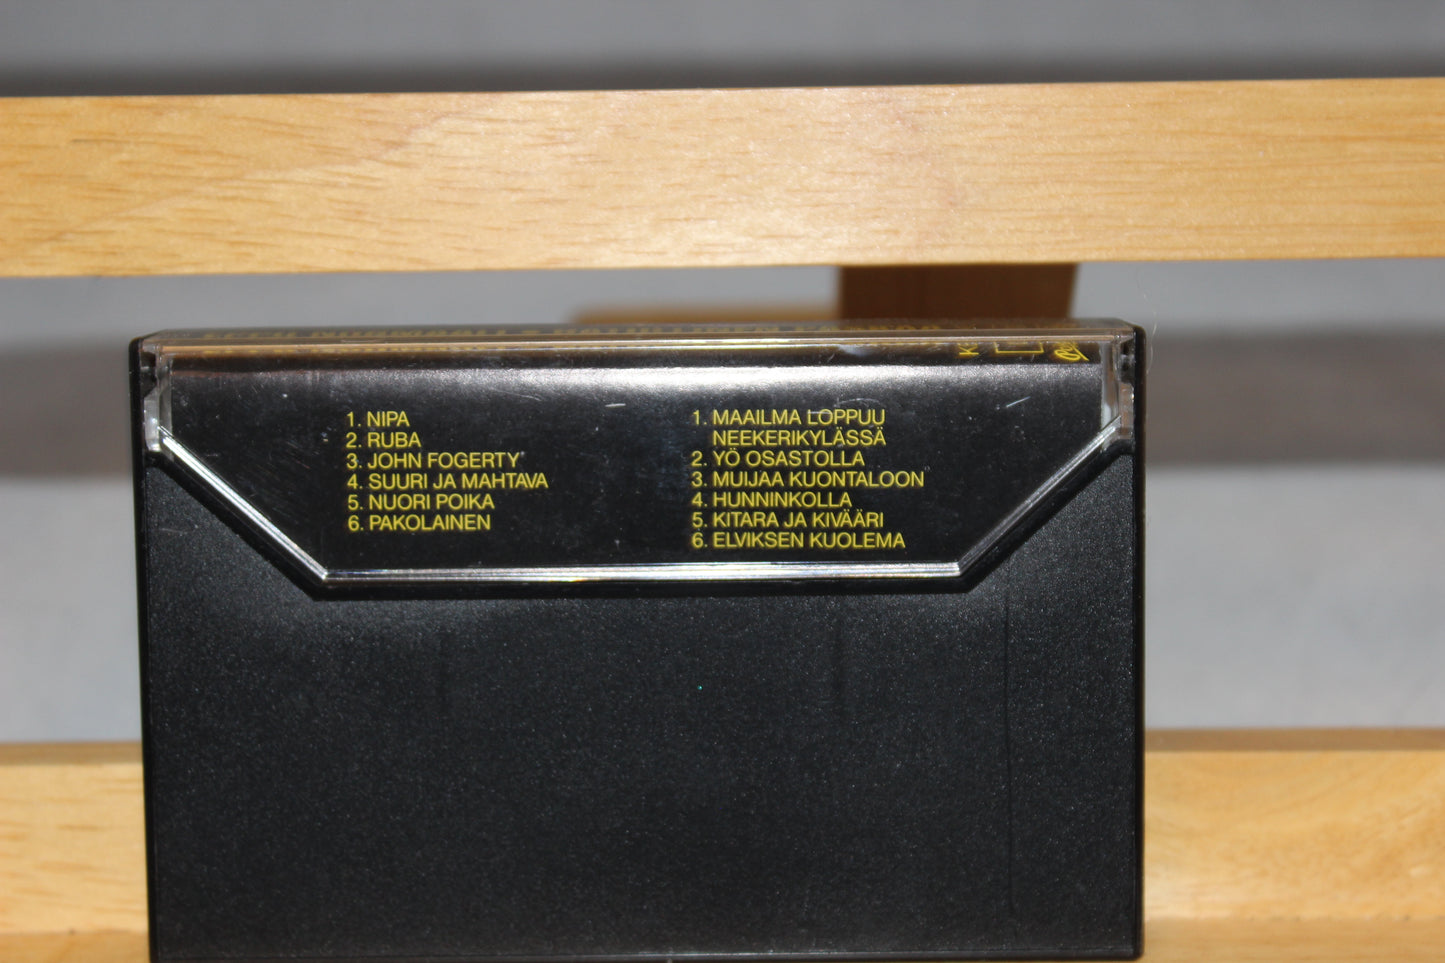 1. NIPA
2. RUBA
3. JOHN FOGERTY
4. SUURI JA MAHTAVA
5. NUORI POIKA
6. PAKOLAINEN
1. MAAILMA LOPPUU
NEEKERIKYLÄSSÄ
2. YÖ OSASTOLLA
3. MUIJAA KUONTALOON
4. HUNNINKOLLA
5. KITARA JA KIVÄÄRI
6. ELVIKSEN KUOLEMA